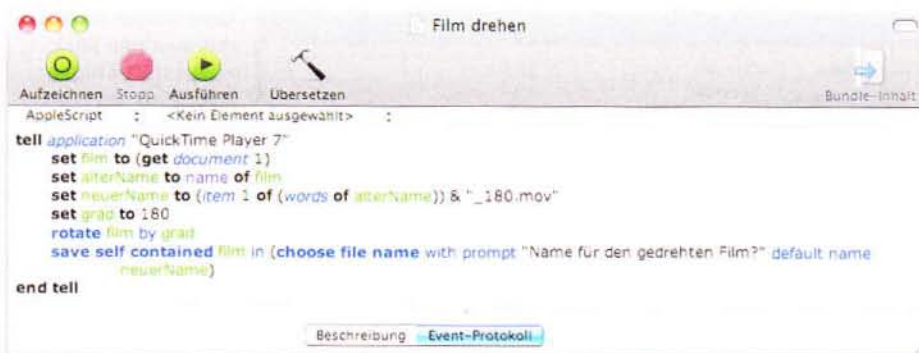 Film drehen
Aufzeichnen Stopp Ausführen Übersetzen Bundle-Inhalt
AppleScript : <Kein Element ausgewählt> :
tell application "QuickTime Player 7"
set film to (get document 1)
set alterName to name of film
set neuerName to (item 1 of (words of alterName)) & "_180.mov"
set grad to 180
rotate film by grad
save self contained film in (choose file name with prompt "Name für den gedrehten Film?" default name
neuerName)
end tell
Beschreibung Event-Protokoll